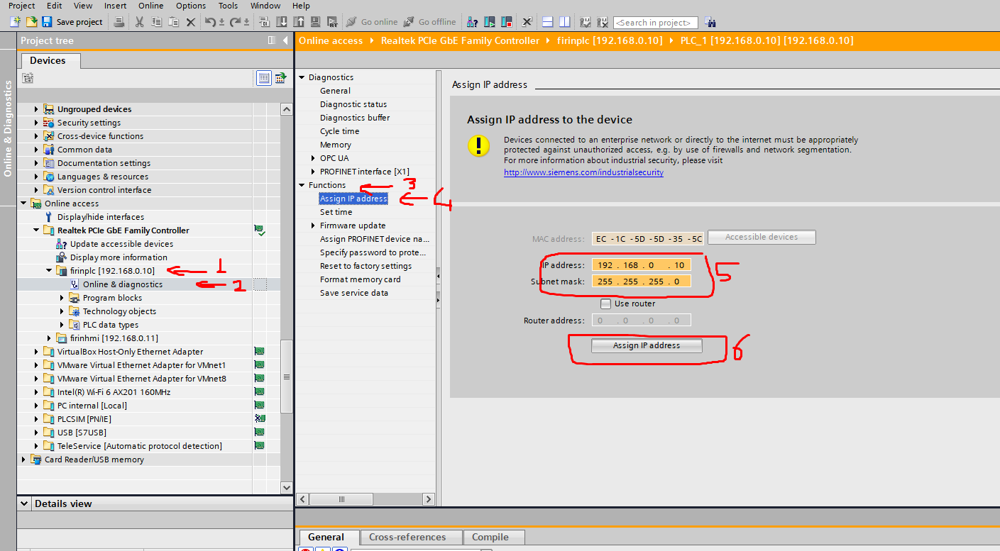 Project Edit View Insert Online Options Tools Window Help
Save project
Go online
Go offline
<Search in project>
Project tree
Online access
Realtek PCIe GbE Family Controller
firinplc [192.168.0.10]
PLC_1 [192.168.0.10] [192.168.0.10]
Devices
Online & Diagnostics
Ungrouped devices
Security settings
Cross-device functions
Common data
Documentation settings
Languages & resources
Version control interface
Online access
Display/hide interfaces
Realtek PCIe GbE Family Controller
Update accessible devices
Display more information
firinplc [192.168.0.10]
1
Online & diagnostics
2
Program blocks
Technology objects
PLC data types
firinhmi [192.168.0.11]
VirtualBox Host-Only Ethernet Adapter
VMware Virtual Ethernet Adapter for VMnet1
VMware Virtual Ethernet Adapter for VMnet8
Intel(R) Wi-Fi 6 AX201 160MHz
PC internal [Local]
PLCSIM [PN/IE]
USB [S7USB]
TeleService [Automatic protocol detection]
Card Reader/USB memory
Details view
Diagnostics
General
Diagnostic status
Diagnostics buffer
Cycle time
Memory
OPC UA
PROFINET interface [X1]
Functions
3
Assign IP address
4
Set time
Firmware update
Assign PROFINET device na...
Specify password to prote...
Reset to factory settings
Format memory card
Save service data
Assign IP address
Assign IP address to the device
Devices connected to an enterprise network or directly to the internet must be appropriately
protected against unauthorized access, e.g. by use of firewalls and network segmentation.
For more information about industrial security, please visit
http://www.siemens.com/industrialsecurity
MAC address: EC -1C -5D -5D -35 -5C
Accessible devices
IP address: 192 . 168 . 0 . 10
Subnet mask: 255 . 255 . 255 . 0
5
Use router
Router address: 0 . 0 . 0 . 0
Assign IP address
6
General
Cross-references
Compile